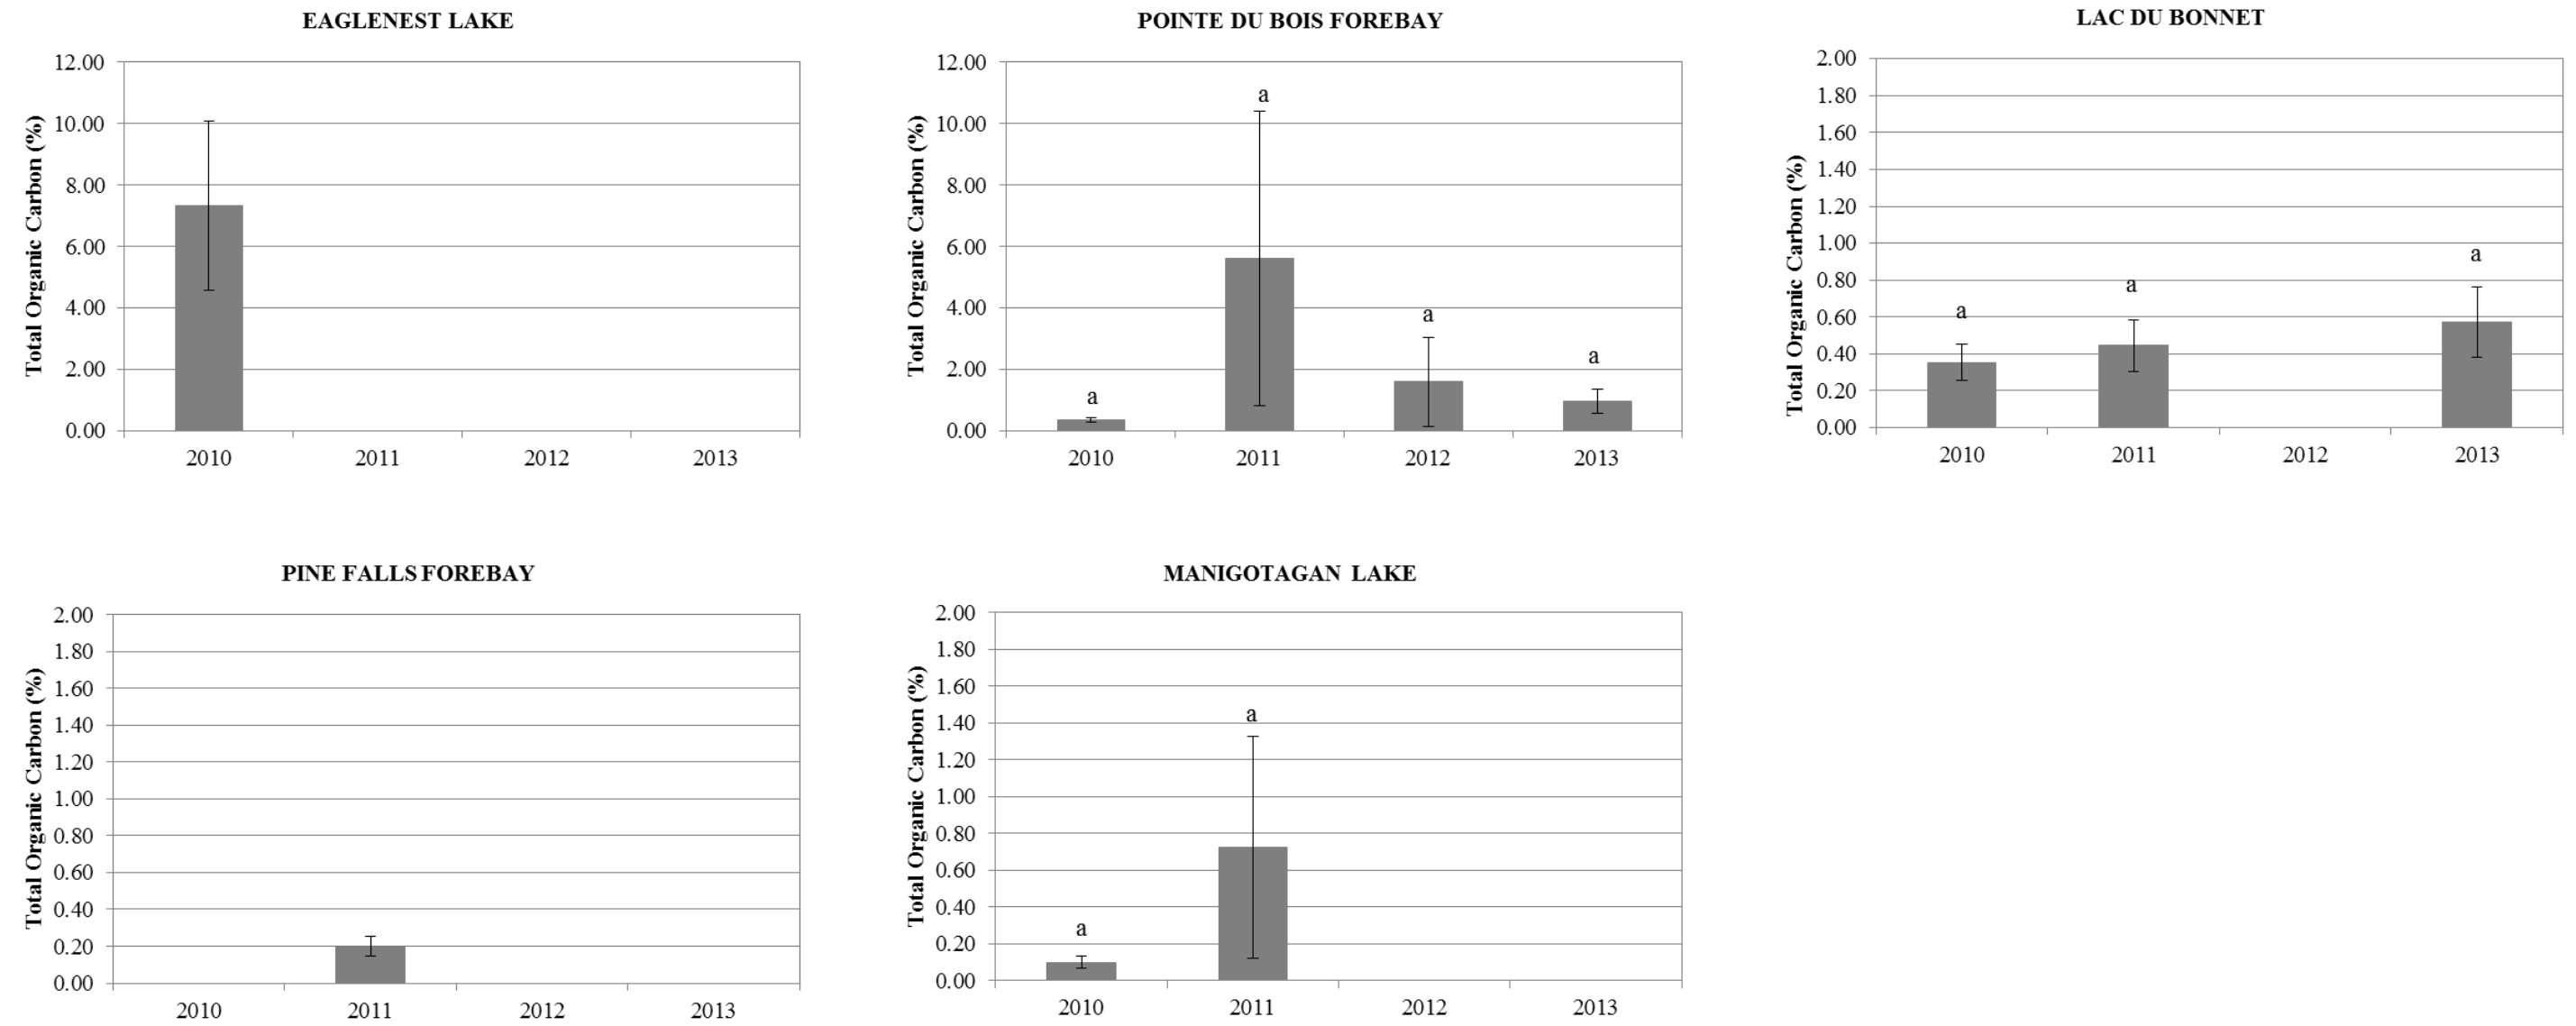 EAGLENEST LAKE
Total Organic Carbon (%)
12.00
10.00
8.00
6.00
4.00
2.00
0.00
2010 2011 2012 2013
POINTE DU BOIS FOREBAY
Total Organic Carbon (%)
12.00
10.00
8.00
6.00
4.00
2.00
0.00
a a a a
2010 2011 2012 2013
LAC DU BONNET
Total Organic Carbon (%)
2.00
1.80
1.60
1.40
1.20
1.00
0.80
0.60
0.40
0.20
0.00
a a a
2010 2011 2012 2013
PINE FALLS FOREBAY
Total Organic Carbon (%)
2.00
1.80
1.60
1.40
1.20
1.00
0.80
0.60
0.40
0.20
0.00
2010 2011 2012 2013
MANIGOTAGAN LAKE
Total Organic Carbon (%)
2.00
1.80
1.60
1.40
1.20
1.00
0.80
0.60
0.40
0.20
0.00
a a
2010 2011 2012 2013